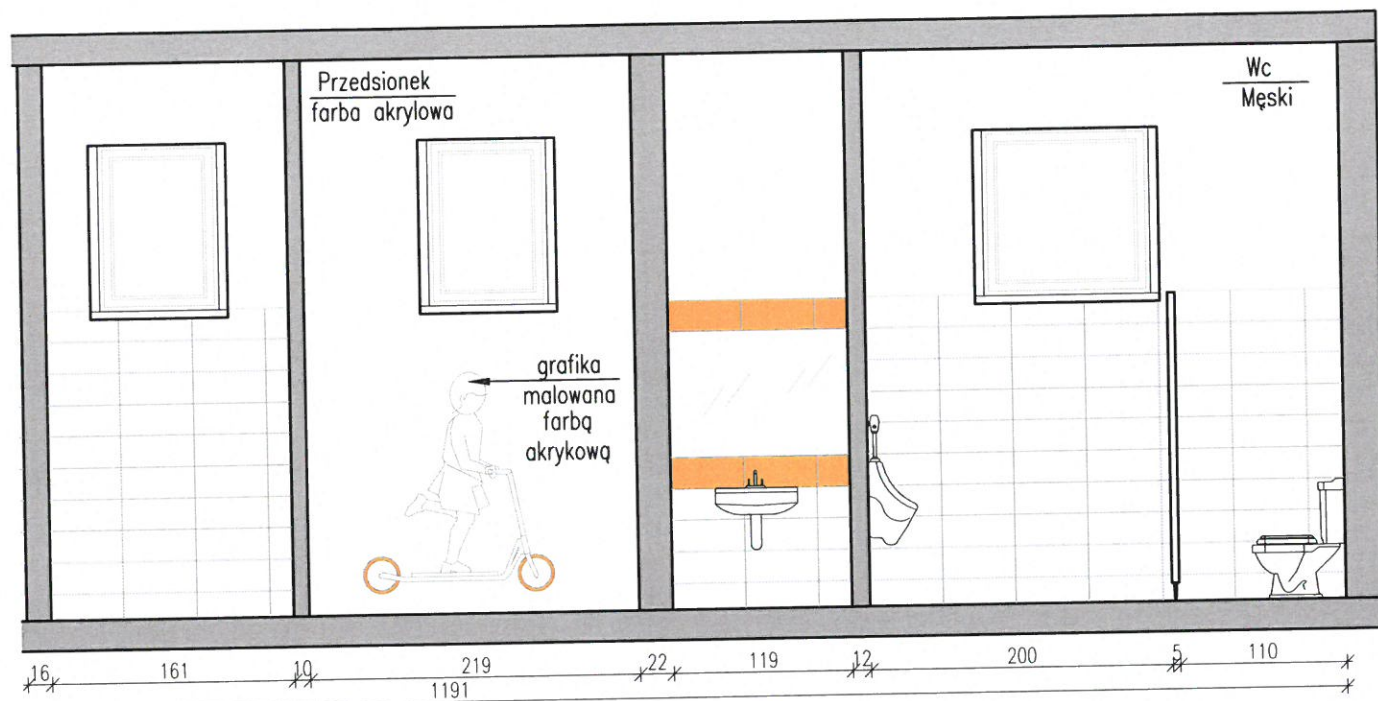 Przedsionek
farba akrylowa
Wc
Męski
grafika
malowana
farbą
akrykową
16 161 10 219 22 119 12 200 5 110
1191